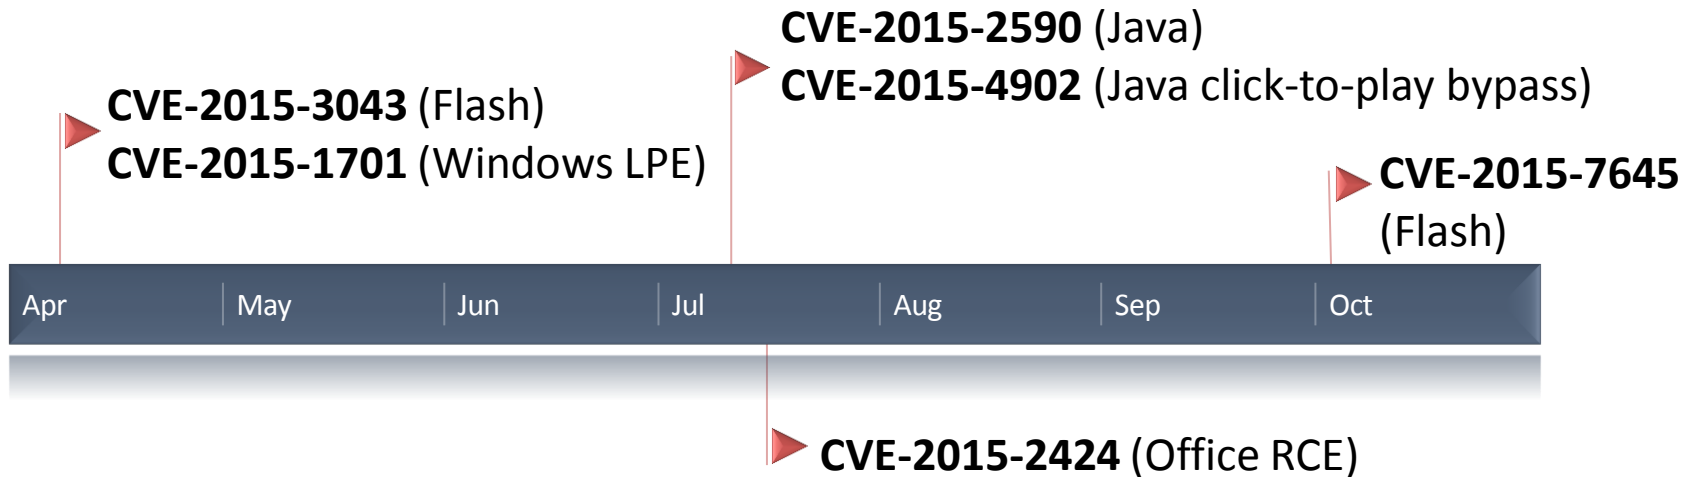 CVE-2015-2590 (Java)
CVE-2015-4902 (Java click-to-play bypass)
CVE-2015-3043 (Flash)
CVE-2015-1701 (Windows LPE)
CVE-2015-7645
(Flash)
Apr May Jun Jul Aug Sep Oct
CVE-2015-2424 (Office RCE)